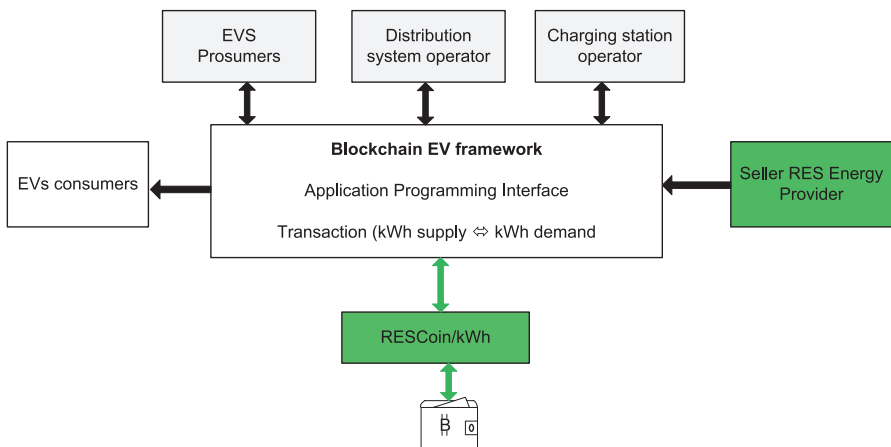 EVS
Prosumers
Distribution
system operator
Charging station
operator
Blockchain EV framework
Application Programming Interface
Transaction (kWh supply ⇔ kWh demand
EVs consumers
Seller RES Energy
Provider
RESCoin/kWh
₿
0